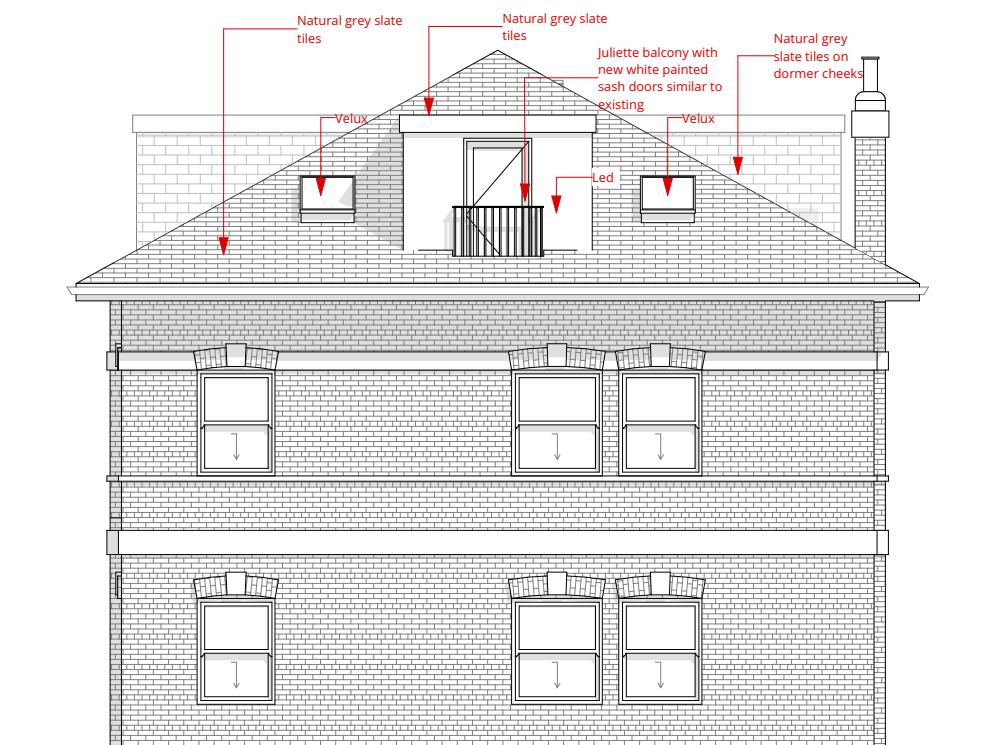 Natural grey slate
tiles
Natural grey slate
tiles
Juliette balcony with
new white painted
sash doors similar to
existing
Natural grey
slate tiles on
dormer cheeks
Velux
Velux
Led